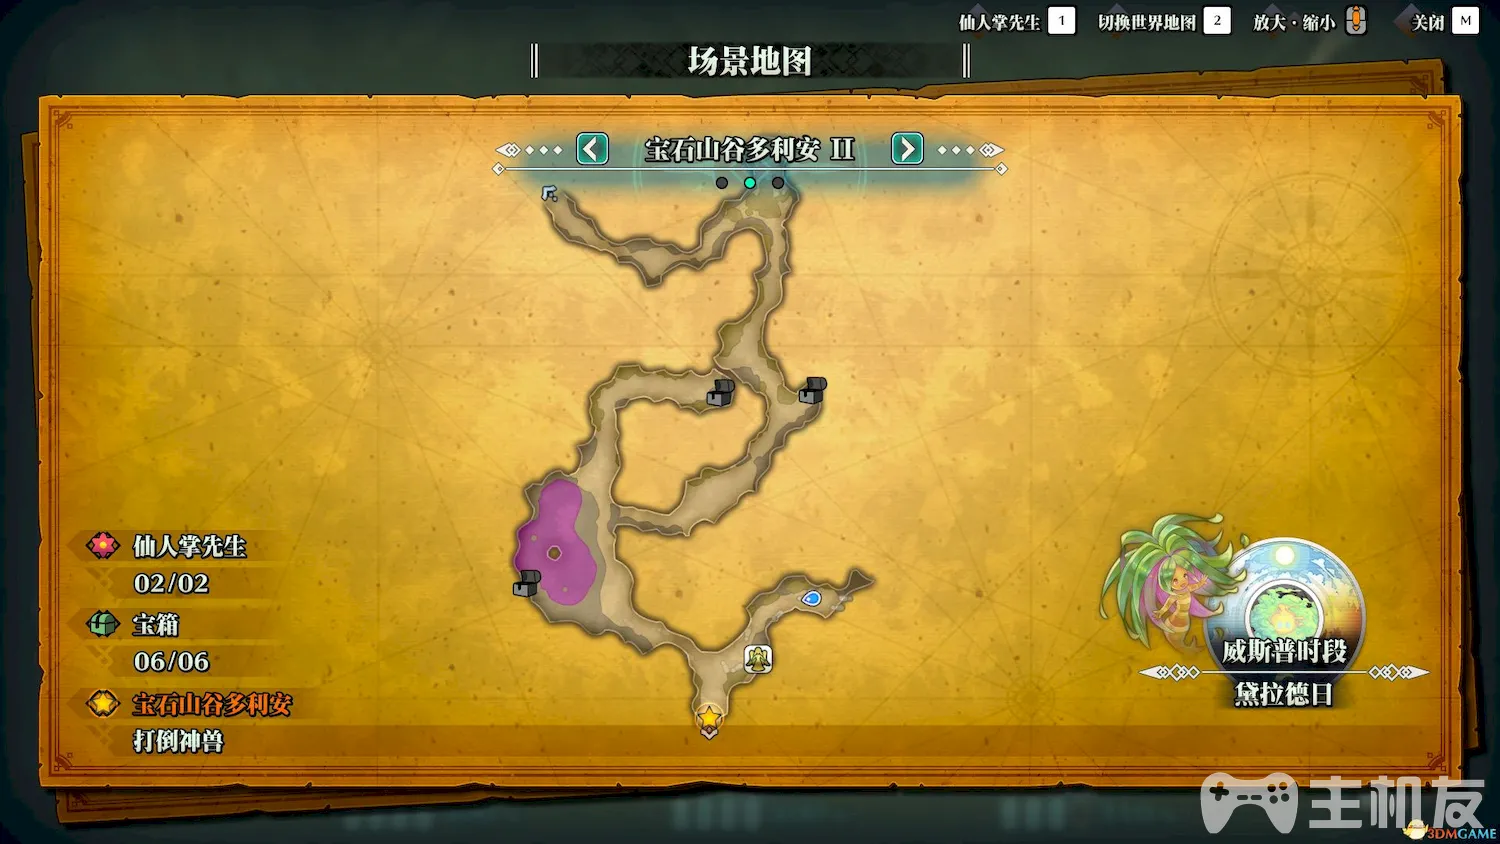 仙人掌先生 1 切换世界地图 2 放大·缩小 关闭 M
场景地图
宝石山谷多利安 II
仙人掌先生
02/02
宝箱
06/06
宝石山谷多利安
打倒神兽
威斯普时段
黛拉德日
主机友
3DMGAME